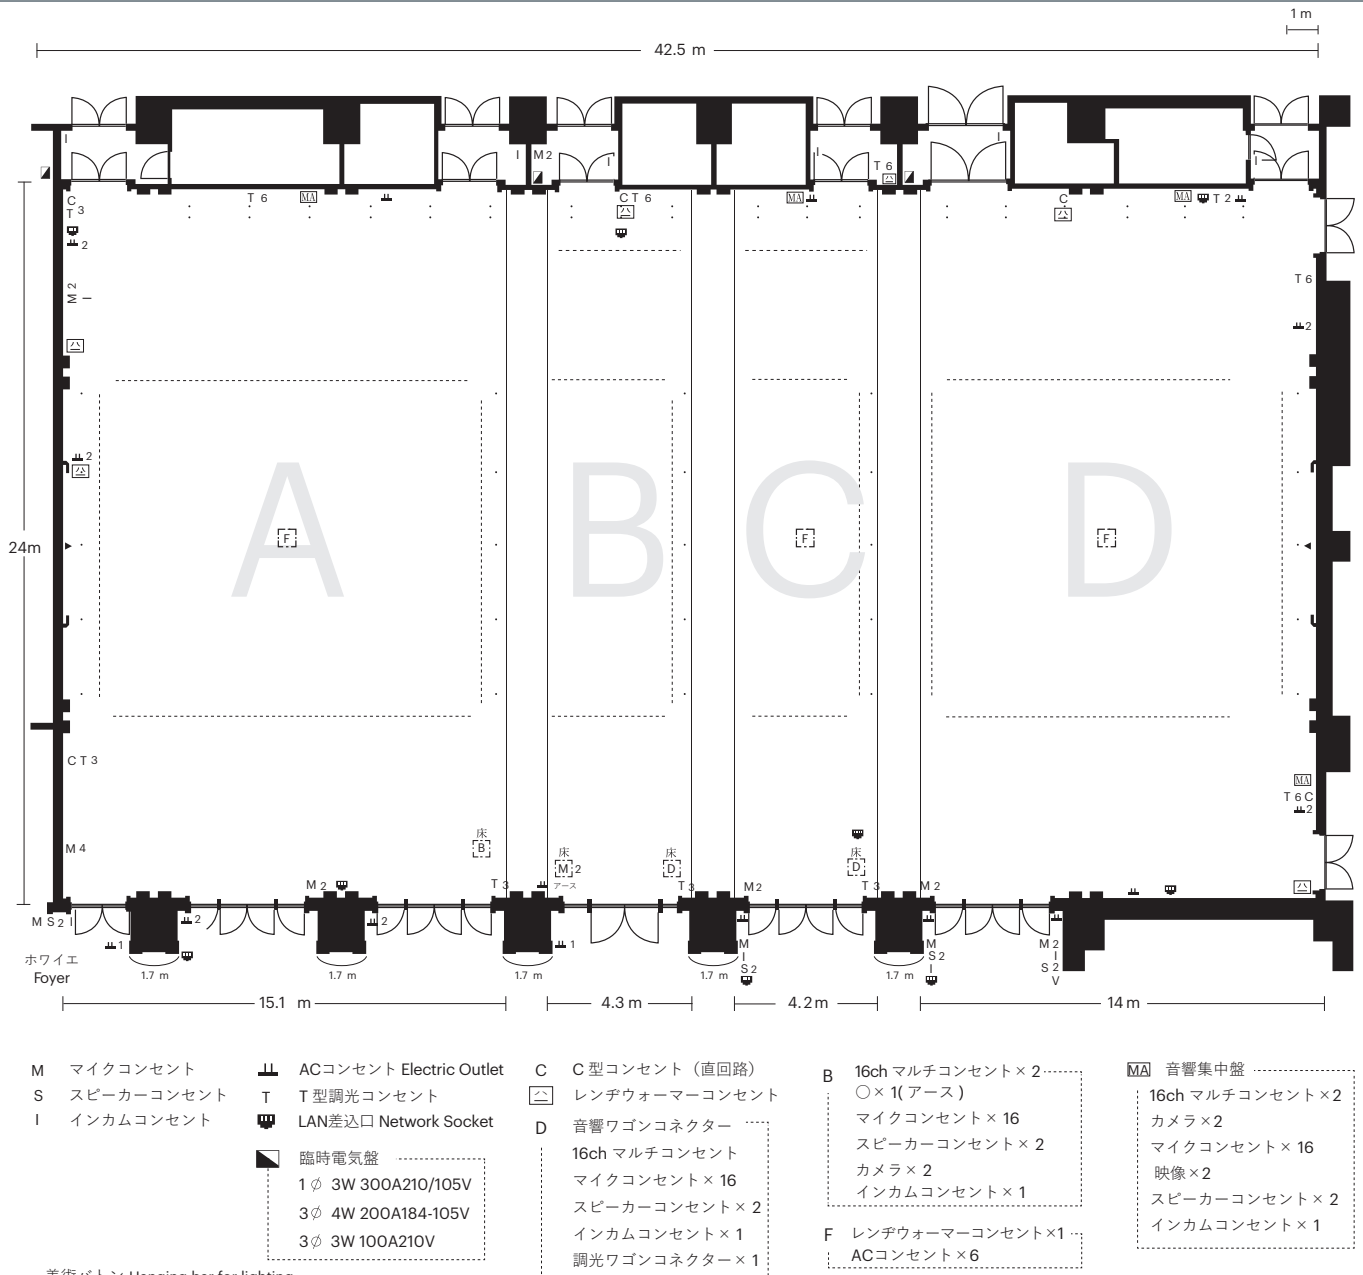 1 m
42.5 m
I
I
M 2
I
I
T 6
I
I
C
T 3
2
T 6
MA
C T 6
MA
C
MA
T 2
M 2
I
T 6
2
2
24m
A
B
C
D
F
F
F
C T 3
MA
T 6 C
2
M 4
床
B
床
M 2
アース
床
D
床
D
M 2
T 3
T 3
M 2
T 3
M 2
M S 2 I
2
1
2
1
M
I
S 2
M
S 2
I
M 2
I
S 2
V
ホワイエ
Foyer
1.7 m
1.7 m
1.7 m
1.7 m
1.7 m
15.1 m
4.3 m
4.2 m
14 m
M マイクコンセント
S スピーカーコンセント
I インカムコンセント
ACコンセント Electric Outlet
T T 型調光コンセント
LAN差込口 Network Socket
臨時電気盤
1 ∅ 3W 300A210/105V
3 ∅ 4W 200A184-105V
3 ∅ 3W 100A210V
C C 型コンセント（直回路）
レンヂウォーマーコンセント
D 音響ワゴンコネクター
16ch マルチコンセント
マイクコンセント× 16
スピーカーコンセント× 2
インカムコンセント× 1
調光ワゴンコネクター× 1
B 16ch マルチコンセント× 2
○× 1( アース )
マイクコンセント× 16
スピーカーコンセント× 2
カメラ× 2
インカムコンセント× 1
F レンヂウォーマーコンセント×1
ACコンセント×6
MA 音響集中盤
16ch マルチコンセント×2
カメラ×2
マイクコンセント× 16
映像×2
スピーカーコンセント× 2
インカムコンセント× 1